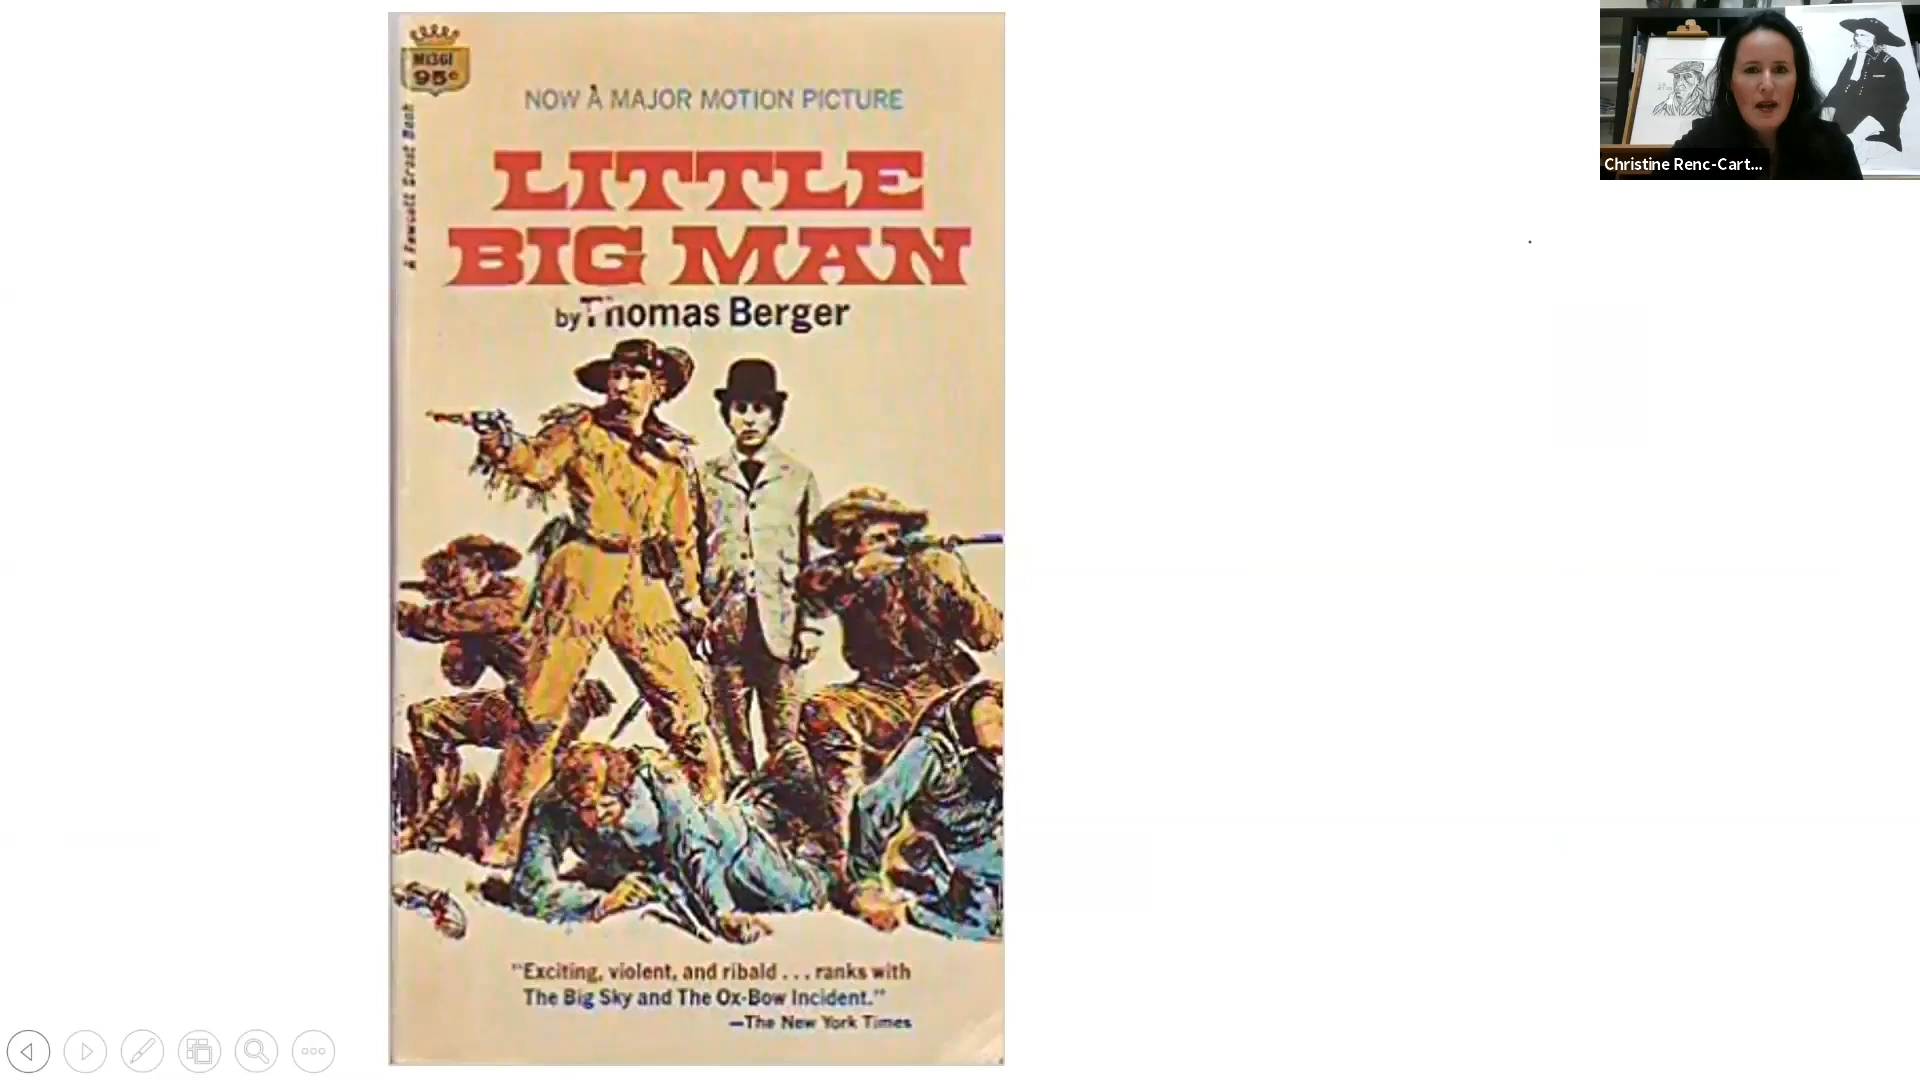 M1361
95¢
A Fawcett Crest Book
NOW A MAJOR MOTION PICTURE
LITTLE
BIG MAN
by Thomas Berger
"Exciting, violent, and ribald . . . ranks with
The Big Sky and The Ox-Bow Incident."
—The New York Times
Christine Renc-Cart...